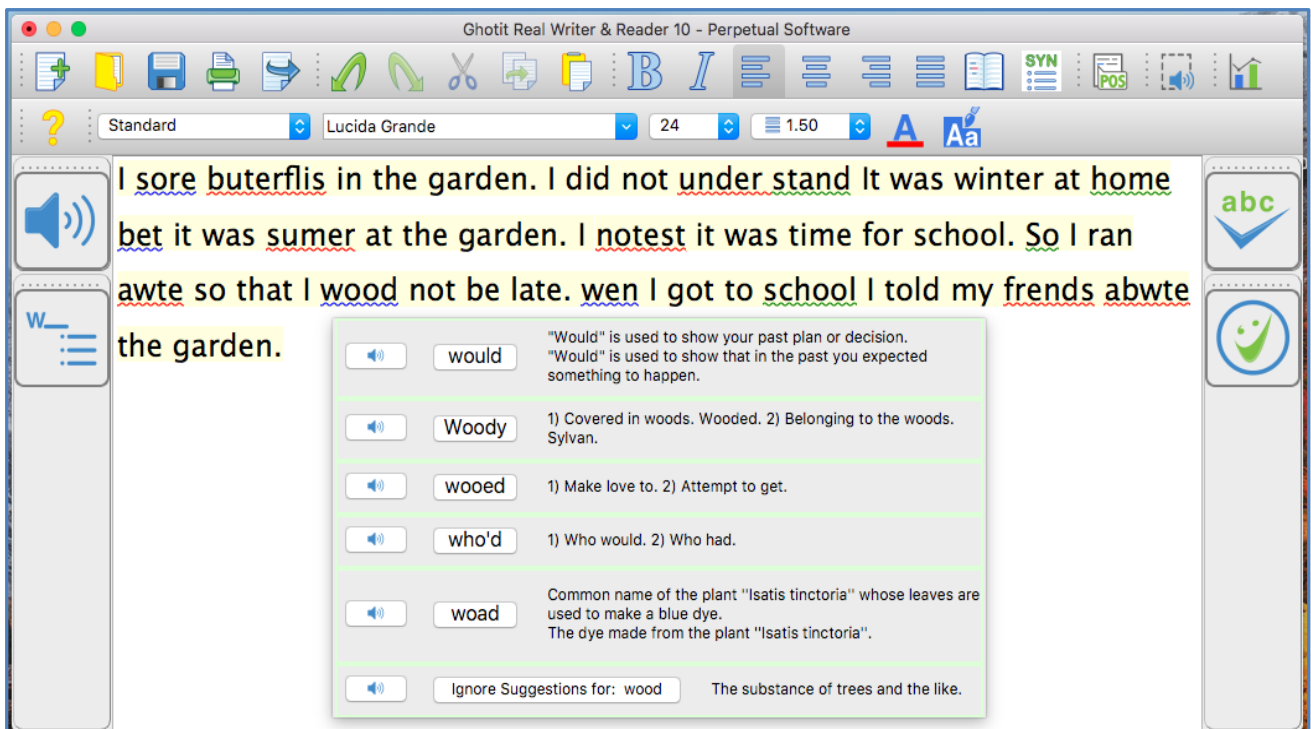 Ghotit Real Writer & Reader 10 - Perpetual Software
SYN
POS
?
Standard
Lucida Grande
24
1.50
A
Aa
I sore buterflis in the garden. I did not under stand It was winter at home
bet it was sumer at the garden. I notest it was time for school. So I ran
awte so that I wood not be late. wen I got to school I told my frends abwte
the garden.
W
abc
would
"Would" is used to show your past plan or decision.
"Would" is used to show that in the past you expected
something to happen.
Woody
1) Covered in woods. Wooded. 2) Belonging to the woods.
Sylvan.
wooed
1) Make love to. 2) Attempt to get.
who'd
1) Who would. 2) Who had.
woad
Common name of the plant "Isatis tinctoria" whose leaves are
used to make a blue dye.
The dye made from the plant "Isatis tinctoria".
Ignore Suggestions for: wood
The substance of trees and the like.